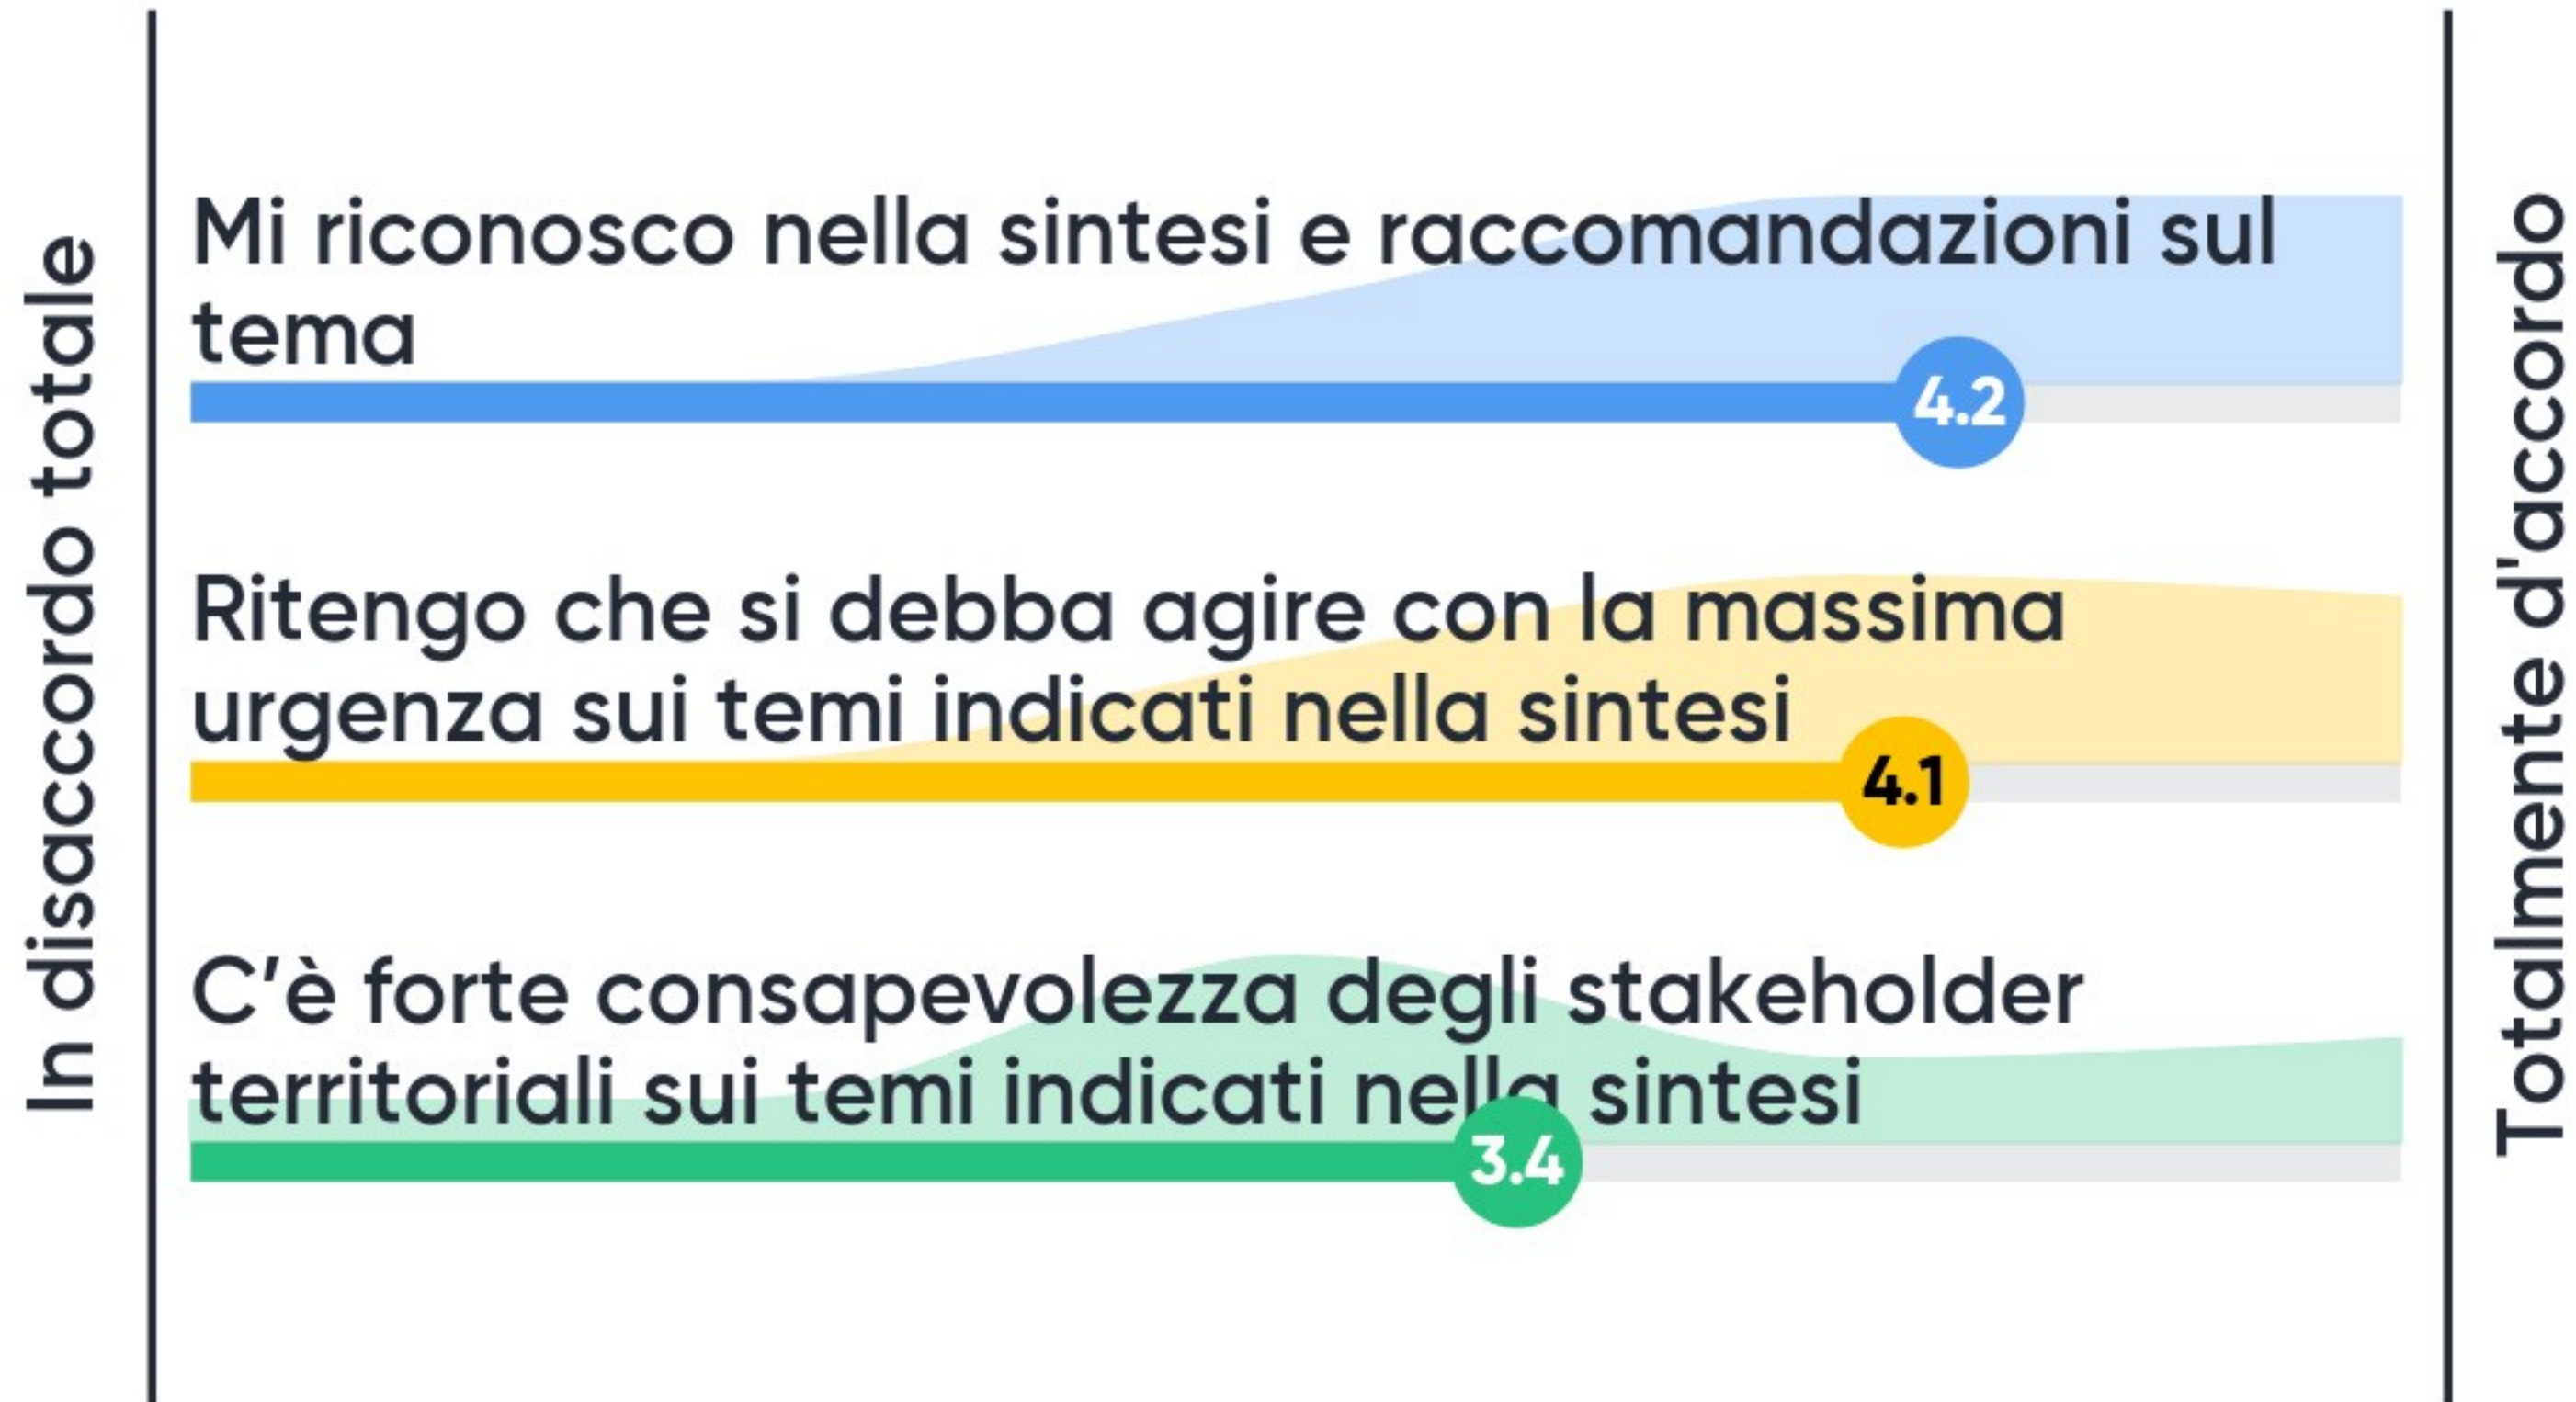 In disaccordo totale
Mi riconosco nella sintesi e raccomandazioni sul
tema
4.2
Ritengo che si debba agire con la massima
urgenza sui temi indicati nella sintesi
4.1
C’è forte consapevolezza degli stakeholder
territoriali sui temi indicati nella sintesi
3.4
Totalmente d'accordo